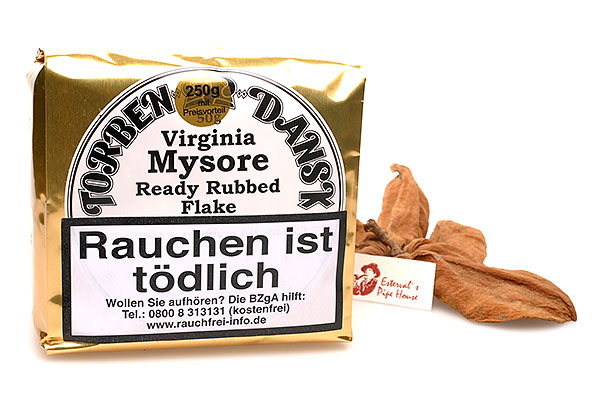 TORBEN DANSK
250g
mit
Preisvorteil
50g
Virginia
Mysore
Ready Rubbed
Flake
Rauchen ist
tödlich
Wollen Sie aufhören? Die BZgA hilft:
Tel.: 0800 8 313131 (kostenfrei)
www.rauchfrei-info.de
Esterval's
Pipe House